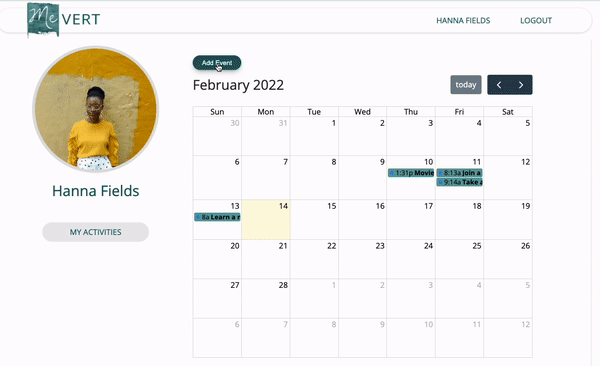 Me VERT
HANNA FIELDS LOGOUT
Add Event
February 2022
today
Sun Mon Tue Wed Thu Fri Sat
30 31 1 2 3 4 5
6 7 8 9 10 11 12
1:31p Movie 8:13a Join a
9:14a Take a
Hanna Fields
13 14 15 16 17 18 19
8a Learn a
MY ACTIVITIES
20 21 22 23 24 25 26
27 28 1 2 3 4 5
6 7 8 9 10 11 12